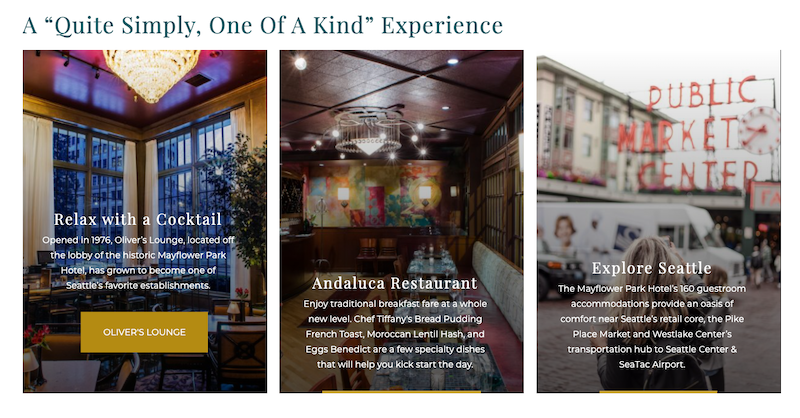 A “Quite Simply, One Of A Kind” Experience
Relax with a Cocktail
Opened in 1976, Oliver’s Lounge, located off
the lobby of the historic Mayflower Park
Hotel, has grown to become one of
Seattle’s favorite establishments.
OLIVER'S LOUNGE
Andaluca Restaurant
Enjoy traditional breakfast fare at a whole
new level. Chef Tiffany’s Bread Pudding
French Toast, Moroccan Lentil Hash, and
Eggs Benedict are a few specialty dishes
that will help you kick start the day.
PUBLIC
MARKET
CENTER
Explore Seattle
The Mayflower Park Hotel’s 160 guestroom
accommodations provide an oasis of
comfort near Seattle’s retail core, the Pike
Place Market and Westlake Center’s
transportation hub to Seattle Center &
SeaTac Airport.